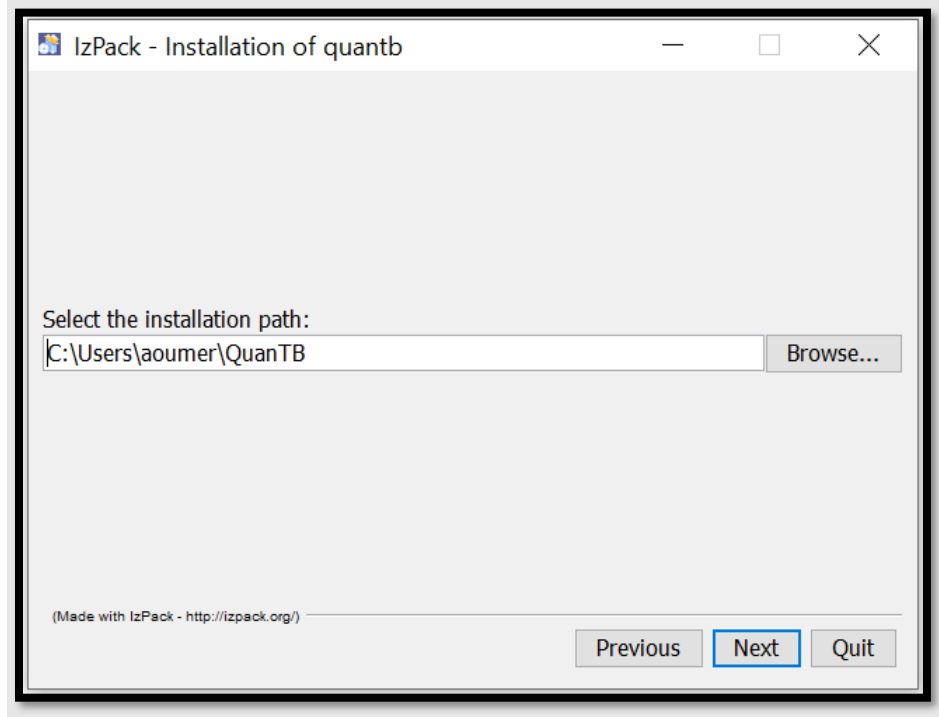 IzPack - Installation of quantb
Select the installation path:
C:\Users\aoumer\QuanTB
Browse...
(Made with IzPack - http://izpack.org/)
Previous Next Quit